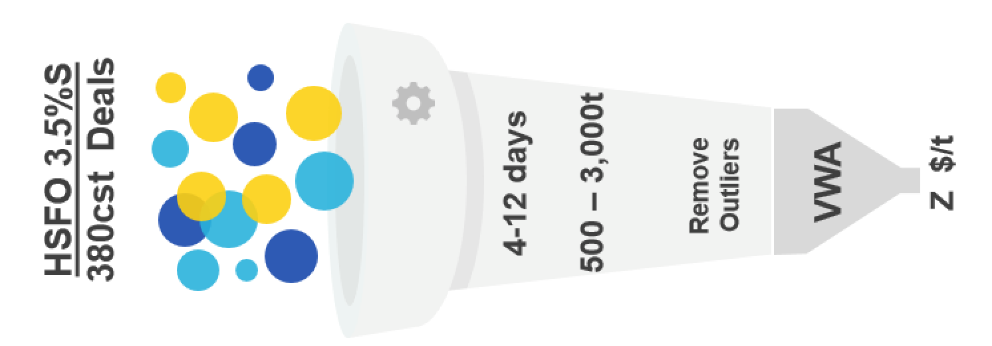 HSFO 3.5%S
380cst Deals
4-12 days
500 – 3,000t
Remove
Outliers
VWA
Z $/t